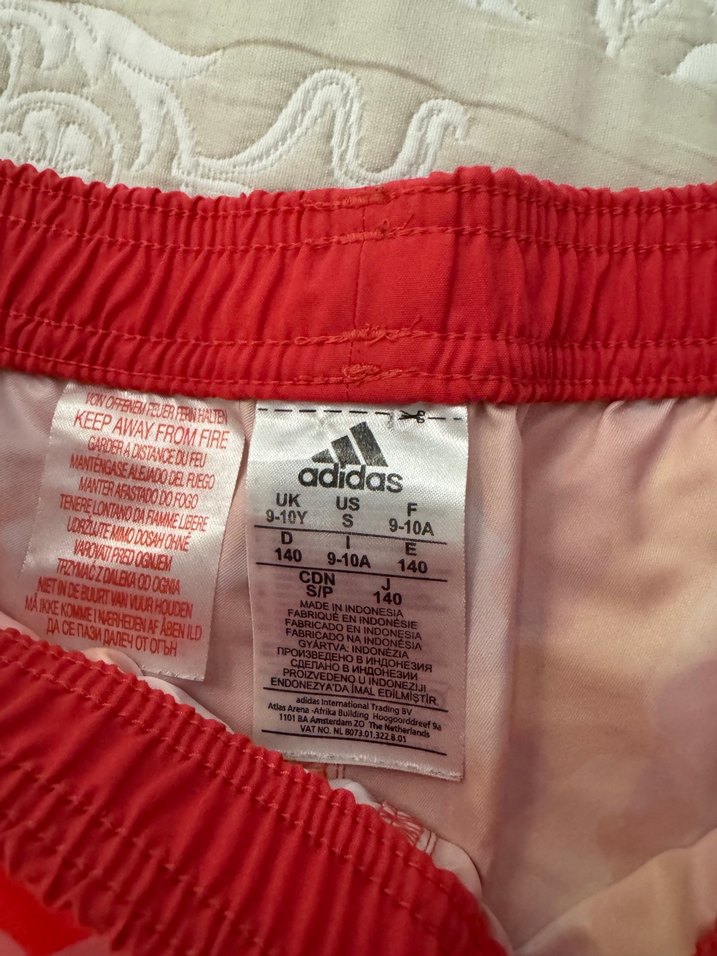 VON OFFENEM FEUER FERN HALTEN
KEEP AWAY FROM FIRE
GARDER A DISTANCE DU FEU
MANTENGASE ALEJADO DEL FUEGO
MANTER AFASTADO DO FOGO
TENERE LONTANO DA FIAMME LIBERE
UDRŽUJTE MIMO DOSAH OHNĚ
VAROVATI PRED OGNJEM
TRZYMAĆ Z DALEKA OD OGNIA
NIET IN DE BUURT VAN VUUR HOUDEN
MÅ IKKE KOMME I NÆRHEDEN AF ÅBEN ILD
ДА СЕ ПАЗИ ДАЛЕЧ ОТ ОГЪН
adidas
UK US F
9-10Y S 9-10A
D I E
140 9-10A 140
CDN J
S/P 140
MADE IN INDONESIA
FABRIQUÉ EN INDONÉSIE
FABRICADO EN INDONESIA
FABRICADO NA INDONÉSIA
GYÁRTVA: INDONÉZIA
ПРОИЗВЕДЕНО В ИНДОНЕЗИЯ
СДЕЛАНО В ИНДОНЕЗИИ
PROIZVEDENO U INDONEZIJI
ENDONEZYA'DA İMAL EDİLMİŞTİR.
adidas International Trading BV
Atlas Arena -Afrika Building Hoogoorddreef 9a
1101 BA Amsterdam ZO The Netherlands
VAT NO. NL B073.01.322.B.01